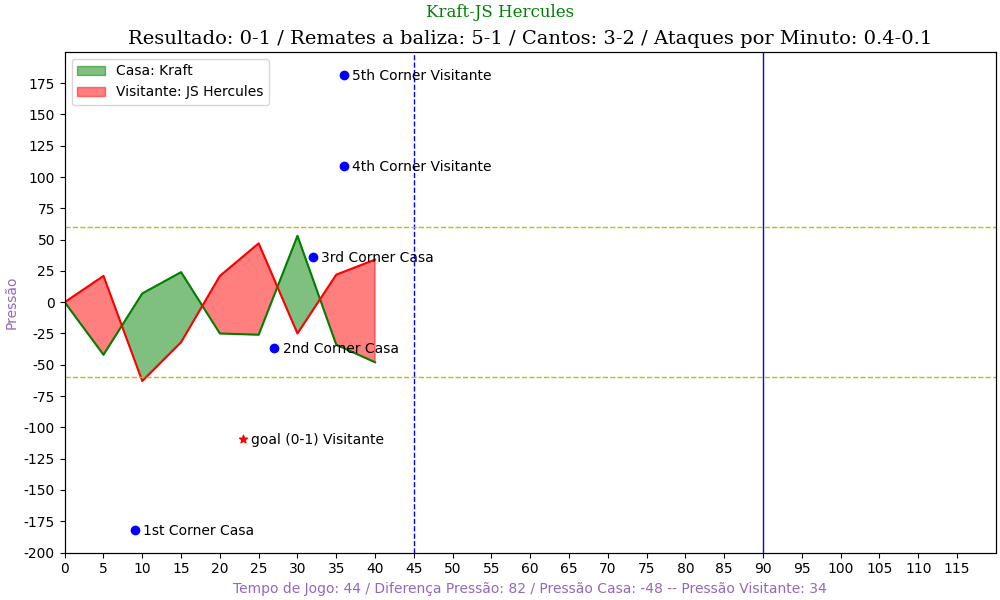 Kraft-JS Hercules
Resultado: 0-1 / Remates a baliza: 5-1 / Cantos: 3-2 / Ataques por Minuto: 0.4-0.1
Casa: Kraft
Visitante: JS Hercules
5th Corner Visitante
4th Corner Visitante
3rd Corner Casa
2nd Corner Casa
goal (0-1) Visitante
1st Corner Casa
Pressão
175
150
125
100
75
50
25
0
-25
-50
-75
-100
-125
-150
-175
-200
0 5 10 15 20 25 30 35 40 45 50 55 60 65 70 75 80 85 90 95 100 105 110 115
Tempo de Jogo: 44 / Diferença Pressão: 82 / Pressão Casa: -48 -- Pressão Visitante: 34